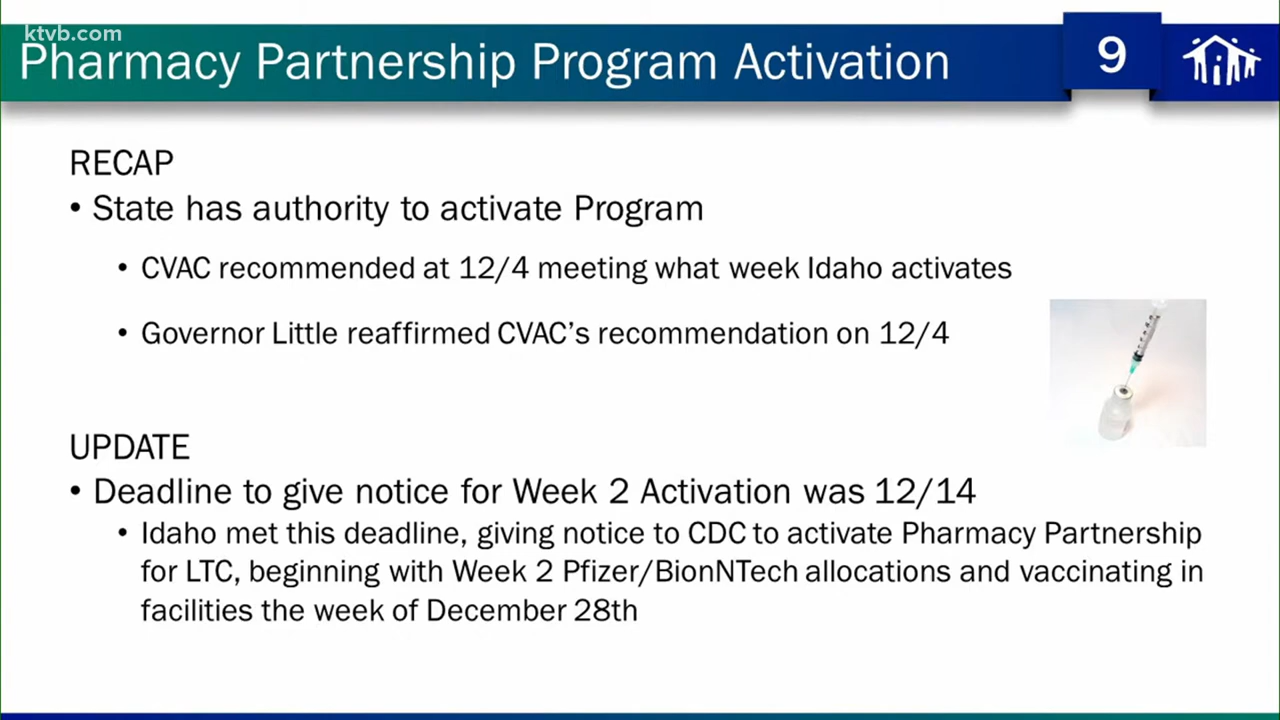 ktvb.com
Pharmacy Partnership Program Activation
9
RECAP
• State has authority to activate Program
• CVAC recommended at 12/4 meeting what week Idaho activates
• Governor Little reaffirmed CVAC's recommendation on 12/4
UPDATE
• Deadline to give notice for Week 2 Activation was 12/14
• Idaho met this deadline, giving notice to CDC to activate Pharmacy Partnership
for LTC, beginning with Week 2 Pfizer/BionNTech allocations and vaccinating in
facilities the week of December 28th